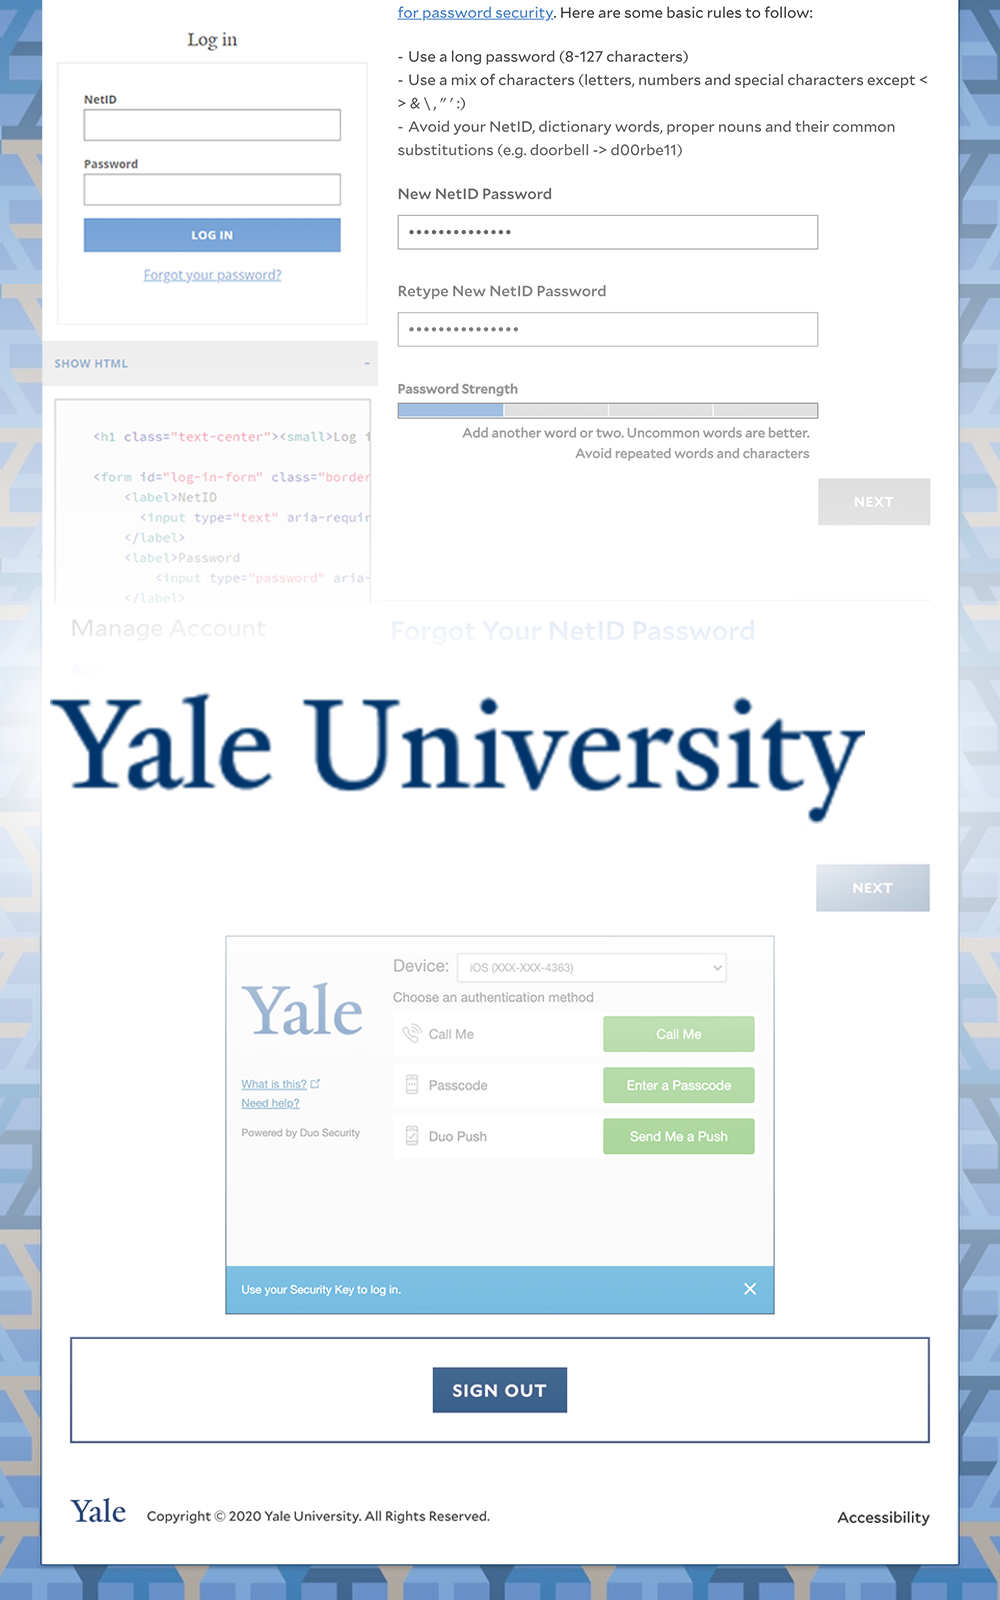 for password security. Here are some basic rules to follow:
- Use a long password (8-127 characters)
- Use a mix of characters (letters, numbers and special characters except <
> & \ , " ' :)
- Avoid your NetID, dictionary words, proper nouns and their common
substitutions (e.g. doorbell -> d00rbe11)
New NetID Password
Retype New NetID Password
Password Strength
Add another word or two. Uncommon words are better.
Avoid repeated words and characters
NEXT
Log in
NetID
Password
LOG IN
Forgot your password?
SHOW HTML -
<h1 class="text-center"><small>Log i
<form id="log-in-form" class="border
<label>NetID
<input type="text" aria-requir
</label>
<label>Password
<input type="password" aria-
</label>
Manage Account
Forgot Your NetID Password
Yale University
NEXT
Yale
What is this?
Need help?
Powered by Duo Security
Device: iOS (XXX-XXX-4363)
Choose an authentication method
Call Me Call Me
Passcode Enter a Passcode
Duo Push Send Me a Push
Use your Security Key to log in.
SIGN OUT
Yale Copyright © 2020 Yale University. All Rights Reserved. Accessibility